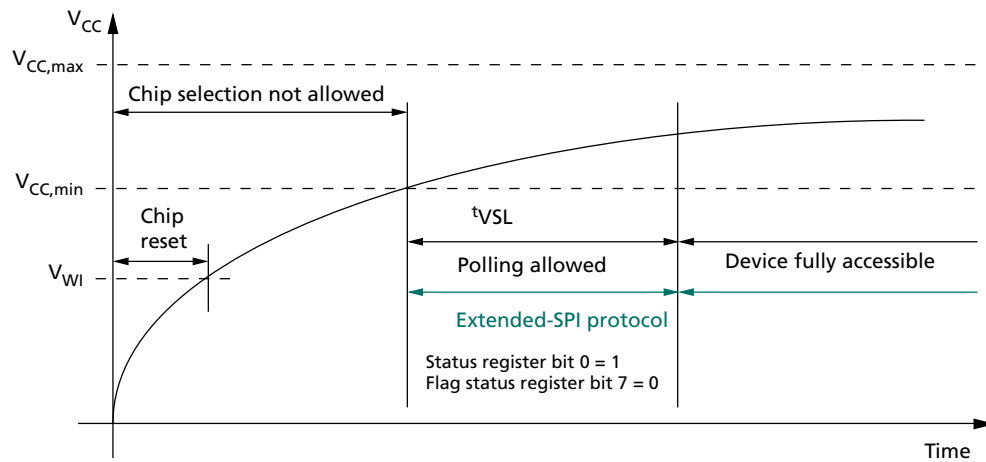 VCC
VCC,max
Chip selection not allowed
VCC,min
Chip
reset
tVSL
VWI
Polling allowed
Device fully accessible
Extended-SPI protocol
Status register bit 0 = 1
Flag status register bit 7 = 0
Time